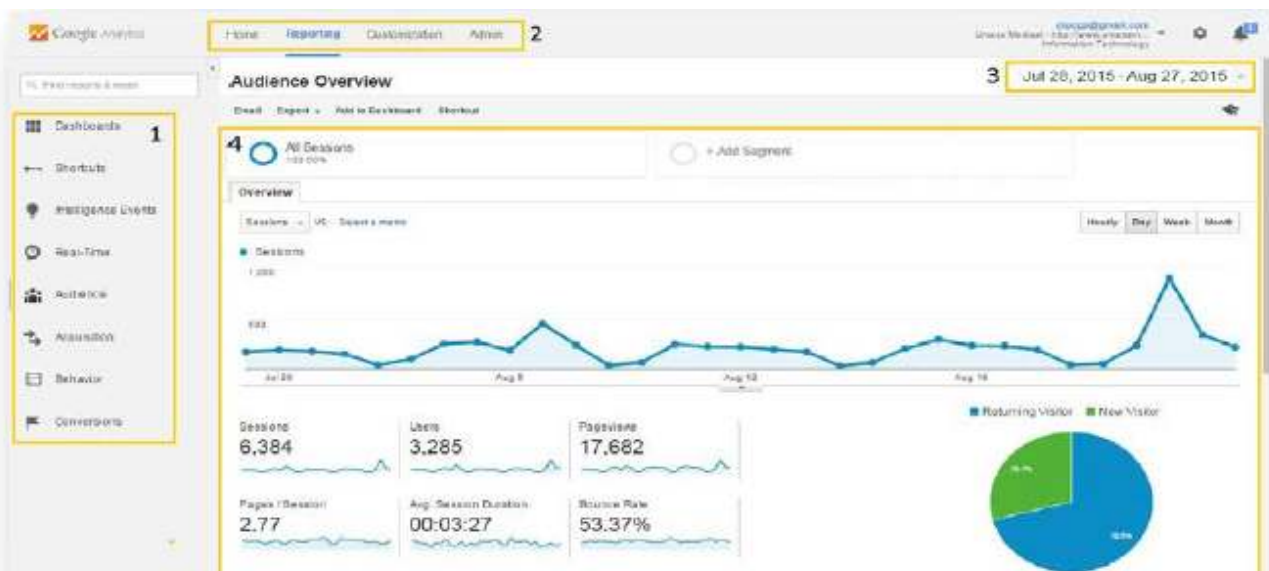 Google Analytics
Home Reporting Customization Admin 2
Information Technology
Audience Overview
3 Jul 28, 2015 - Aug 27, 2015
Email Export Add to Dashboard Shortcut
1
Dashboards
Shortcuts
Intelligence Events
Real-Time
Audience
Acquisition
Behavior
Conversions
4 All Sessions
100.00%
+ Add Segment
Overview
Sessions VS. Select a metric
Hourly Day Week Month
Sessions
Aug 12
Returning Visitor New Visitor
Sessions Users Pageviews
6,384 3,285 17,682
Pages / Session Avg. Session Duration Bounce Rate
2.77 00:03:27 53.37%